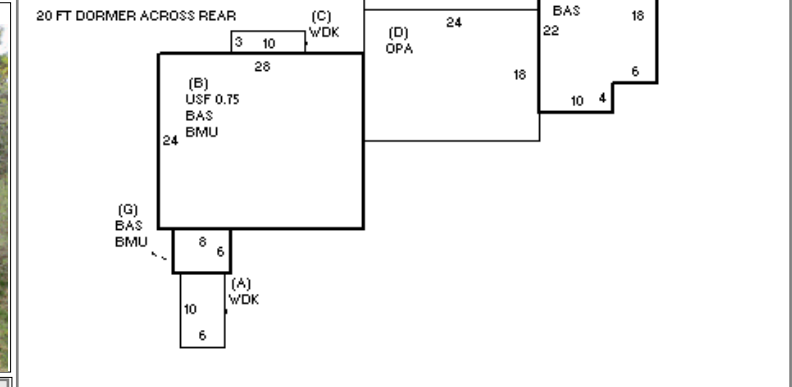 20 FT DORMER ACROSS REAR
(C)
WDK
3 10
(D)
OPA
24
18
BAS
22
18
6
10 4
28
(B)
USF 0.75
BAS
BMU
24
(G)
BAS
BMU
8
6
(A)
WDK
10
6